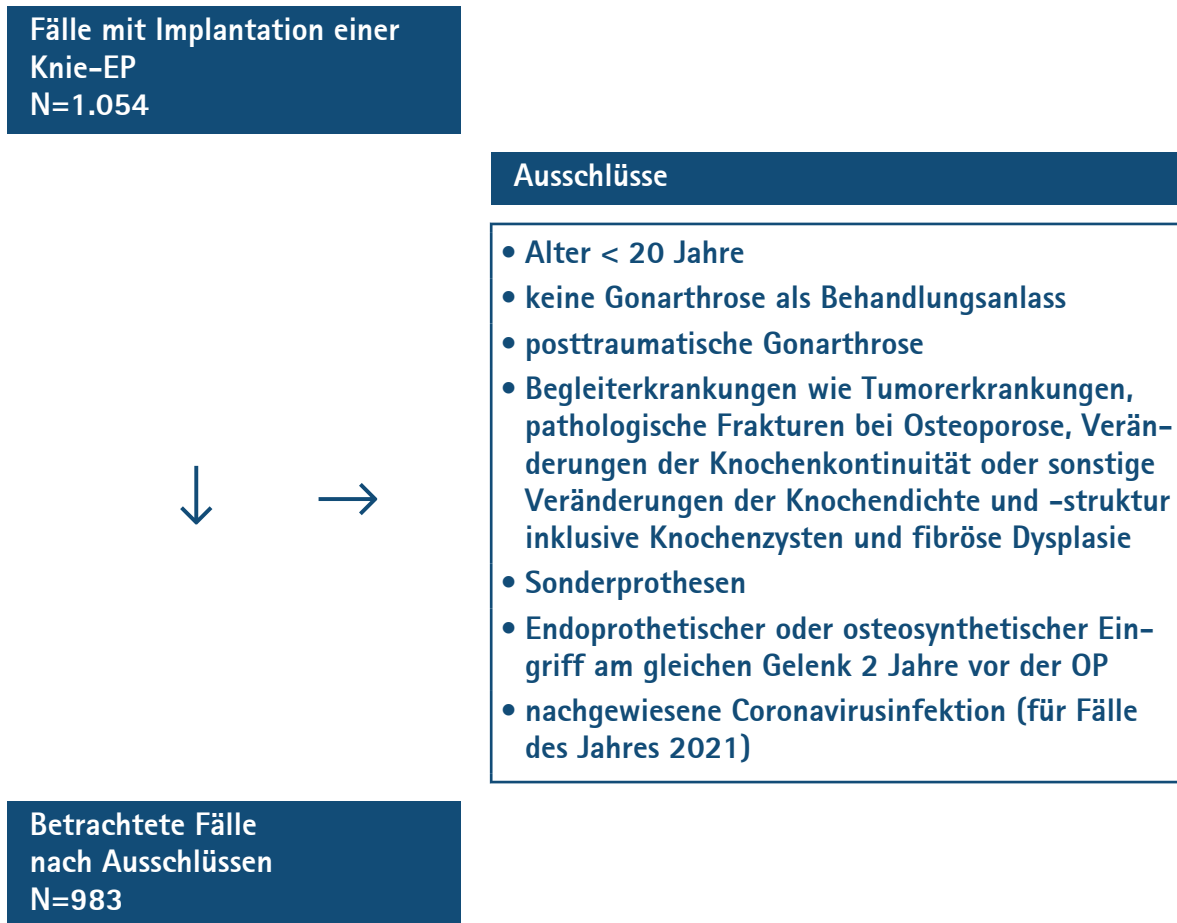 Fälle mit Implantation einer
Knie-EP
N=1.054
Ausschlüsse
• Alter < 20 Jahre
• keine Gonarthrose als Behandlungsanlass
• posttraumatische Gonarthrose
• Begleiterkrankungen wie Tumorerkrankungen,
pathologische Frakturen bei Osteoporose, Verän-
derungen der Knochenkontinuität oder sonstige
Veränderungen der Knochendichte und -struktur
inklusive Knochenzysten und fibröse Dysplasie
• Sonderprothesen
• Endoprothetischer oder osteosynthetischer Ein-
griff am gleichen Gelenk 2 Jahre vor der OP
• nachgewiesene Coronavirusinfektion (für Fälle
des Jahres 2021)
Betrachtete Fälle
nach Ausschlüssen
N=983